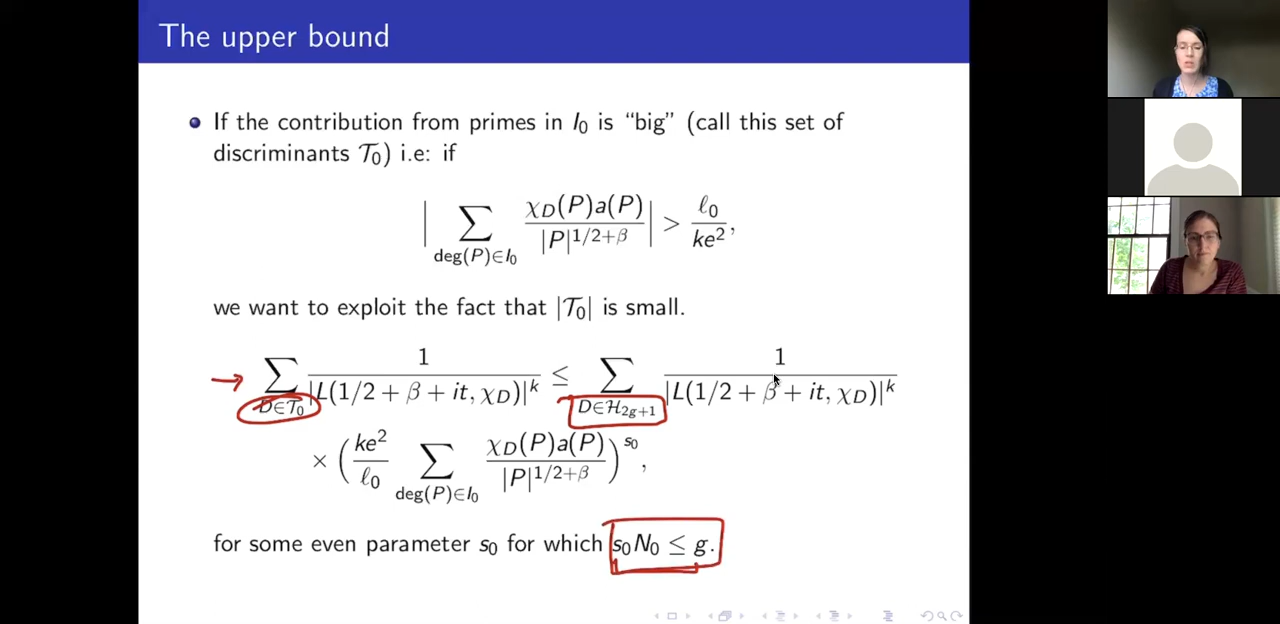 The upper bound
If the contribution from primes in I₀ is “big” (call this set of
discriminants 𝒯₀) i.e: if
| ∑_{deg(P)∈I₀} χ_D(P)a(P) / |P|^{1/2+β} | > ℓ₀ / ke²,
we want to exploit the fact that |𝒯₀| is small.
∑_{D∈𝒯₀} 1 / |L(1/2 + β + it, χ_D)|^k ≤ ∑_{D∈ℋ_{2g+1}} 1 / |L(1/2 + β + it, χ_D)|^k
× ( ke² / ℓ₀ ∑_{deg(P)∈I₀} χ_D(P)a(P) / |P|^{1/2+β} )^{s₀},
for some even parameter s₀ for which s₀N₀ ≤ g.